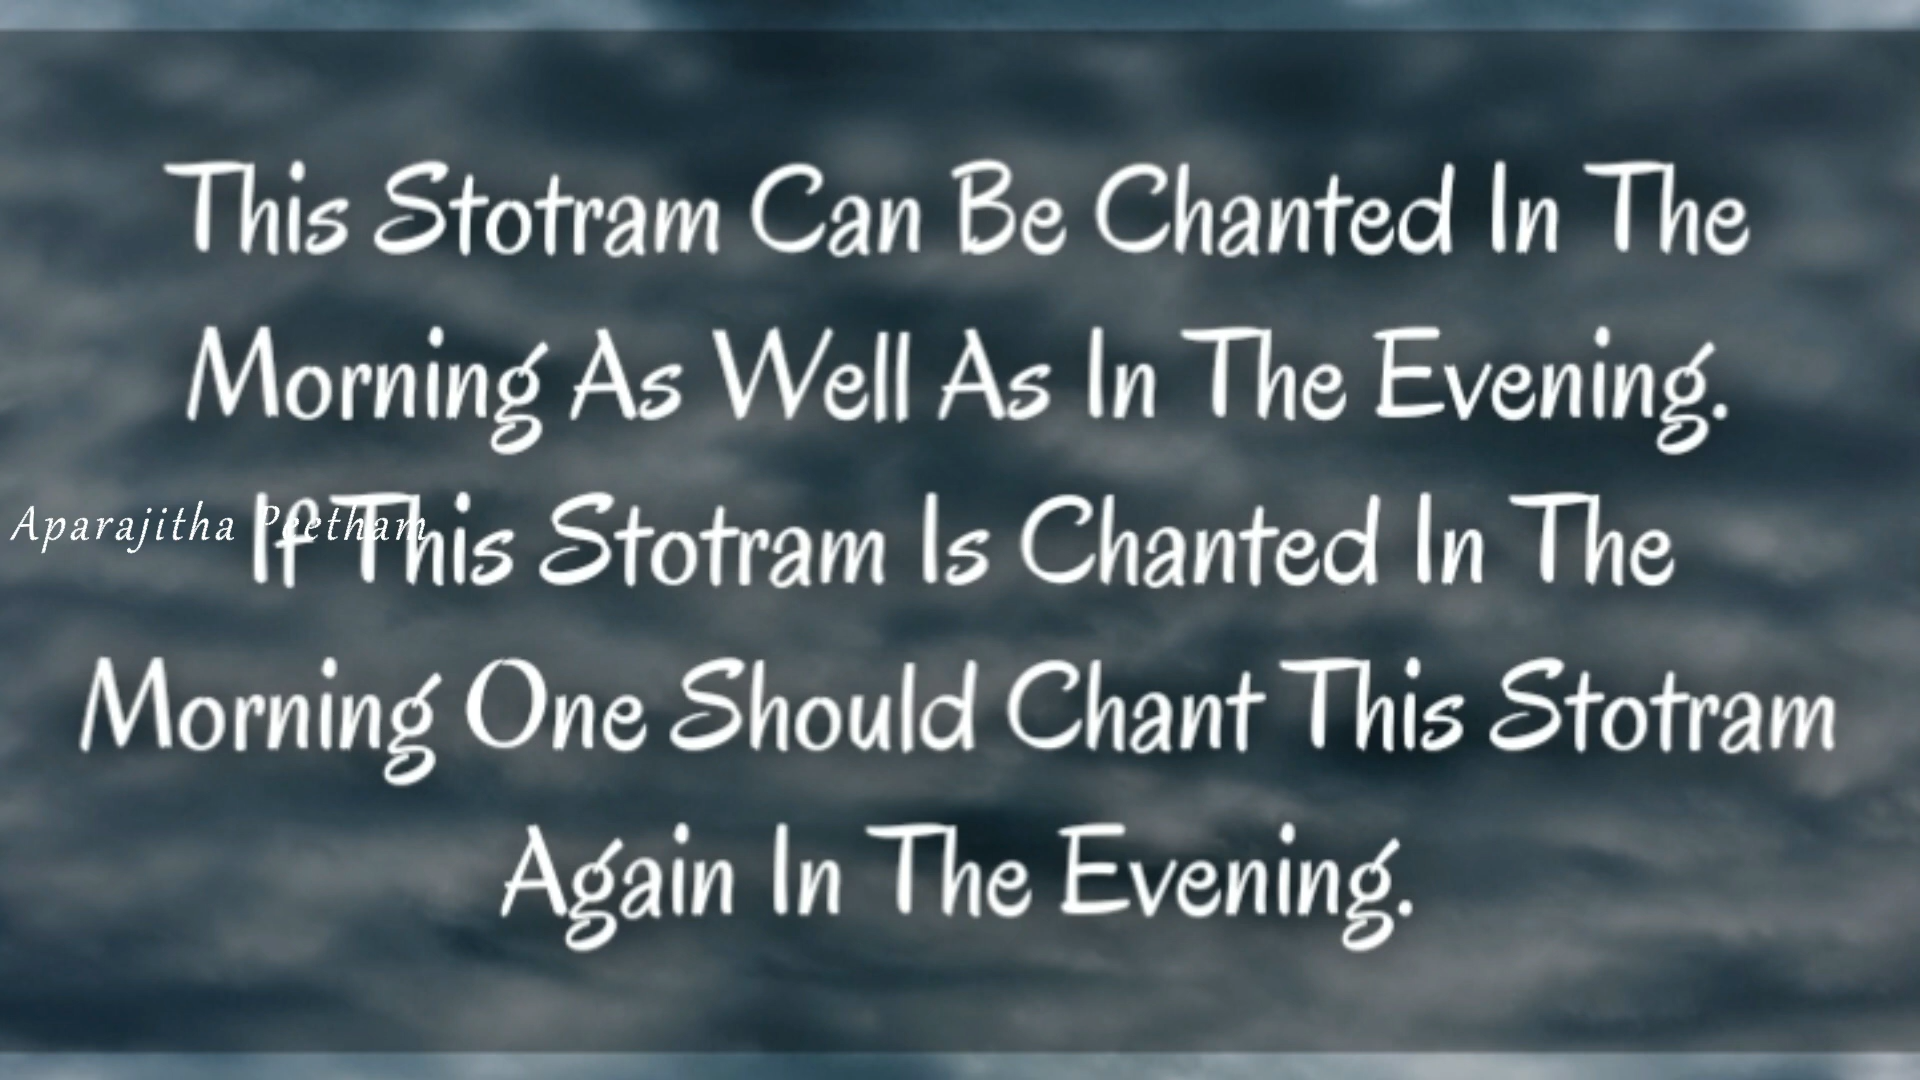 This Stotram Can Be Chanted In The
Morning As Well As In The Evening.
Aparajitha Peetham
If This Stotram Is Chanted In The
Morning One Should Chant This Stotram
Again In The Evening.